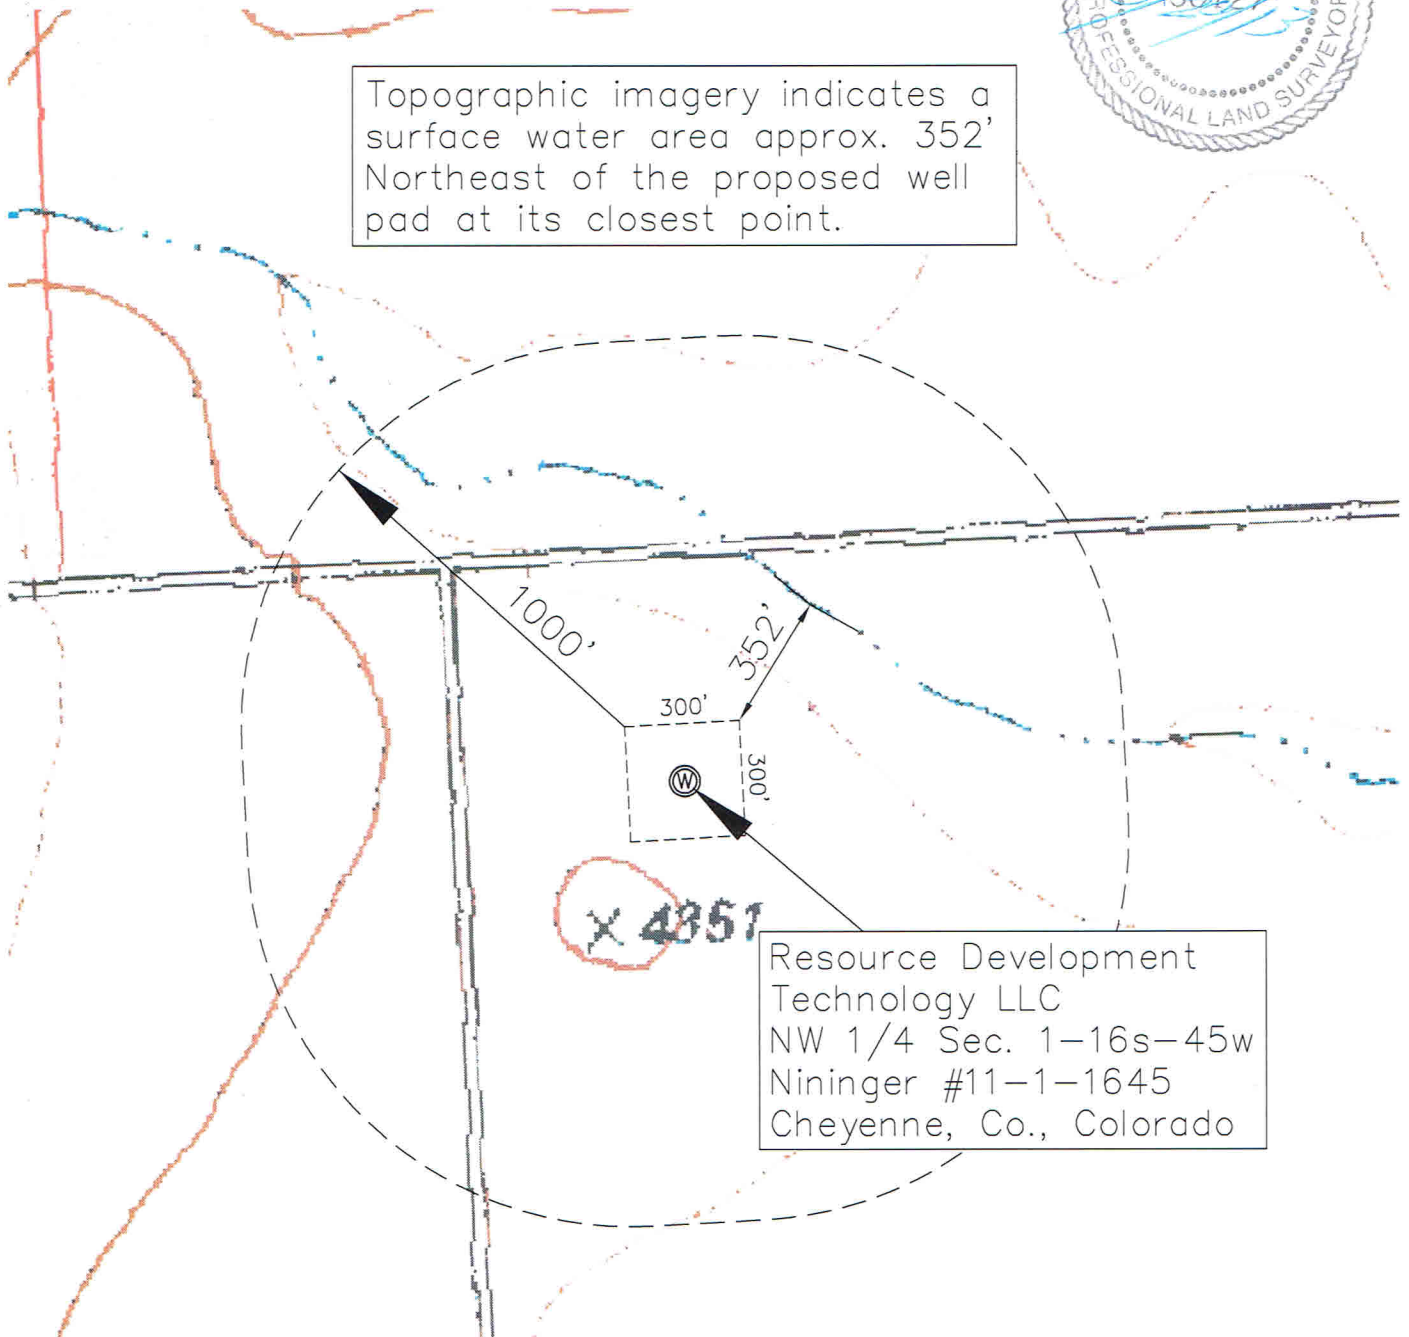 PROFESSIONAL LAND SURVEYOR
Topographic imagery indicates a
surface water area approx. 352'
Northeast of the proposed well
pad at its closest point.
1000'
352'
300'
300'
W
X 4351
Resource Development
Technology LLC
NW 1/4 Sec. 1-16s-45w
Nininger #11-1-1645
Cheyenne, Co., Colorado